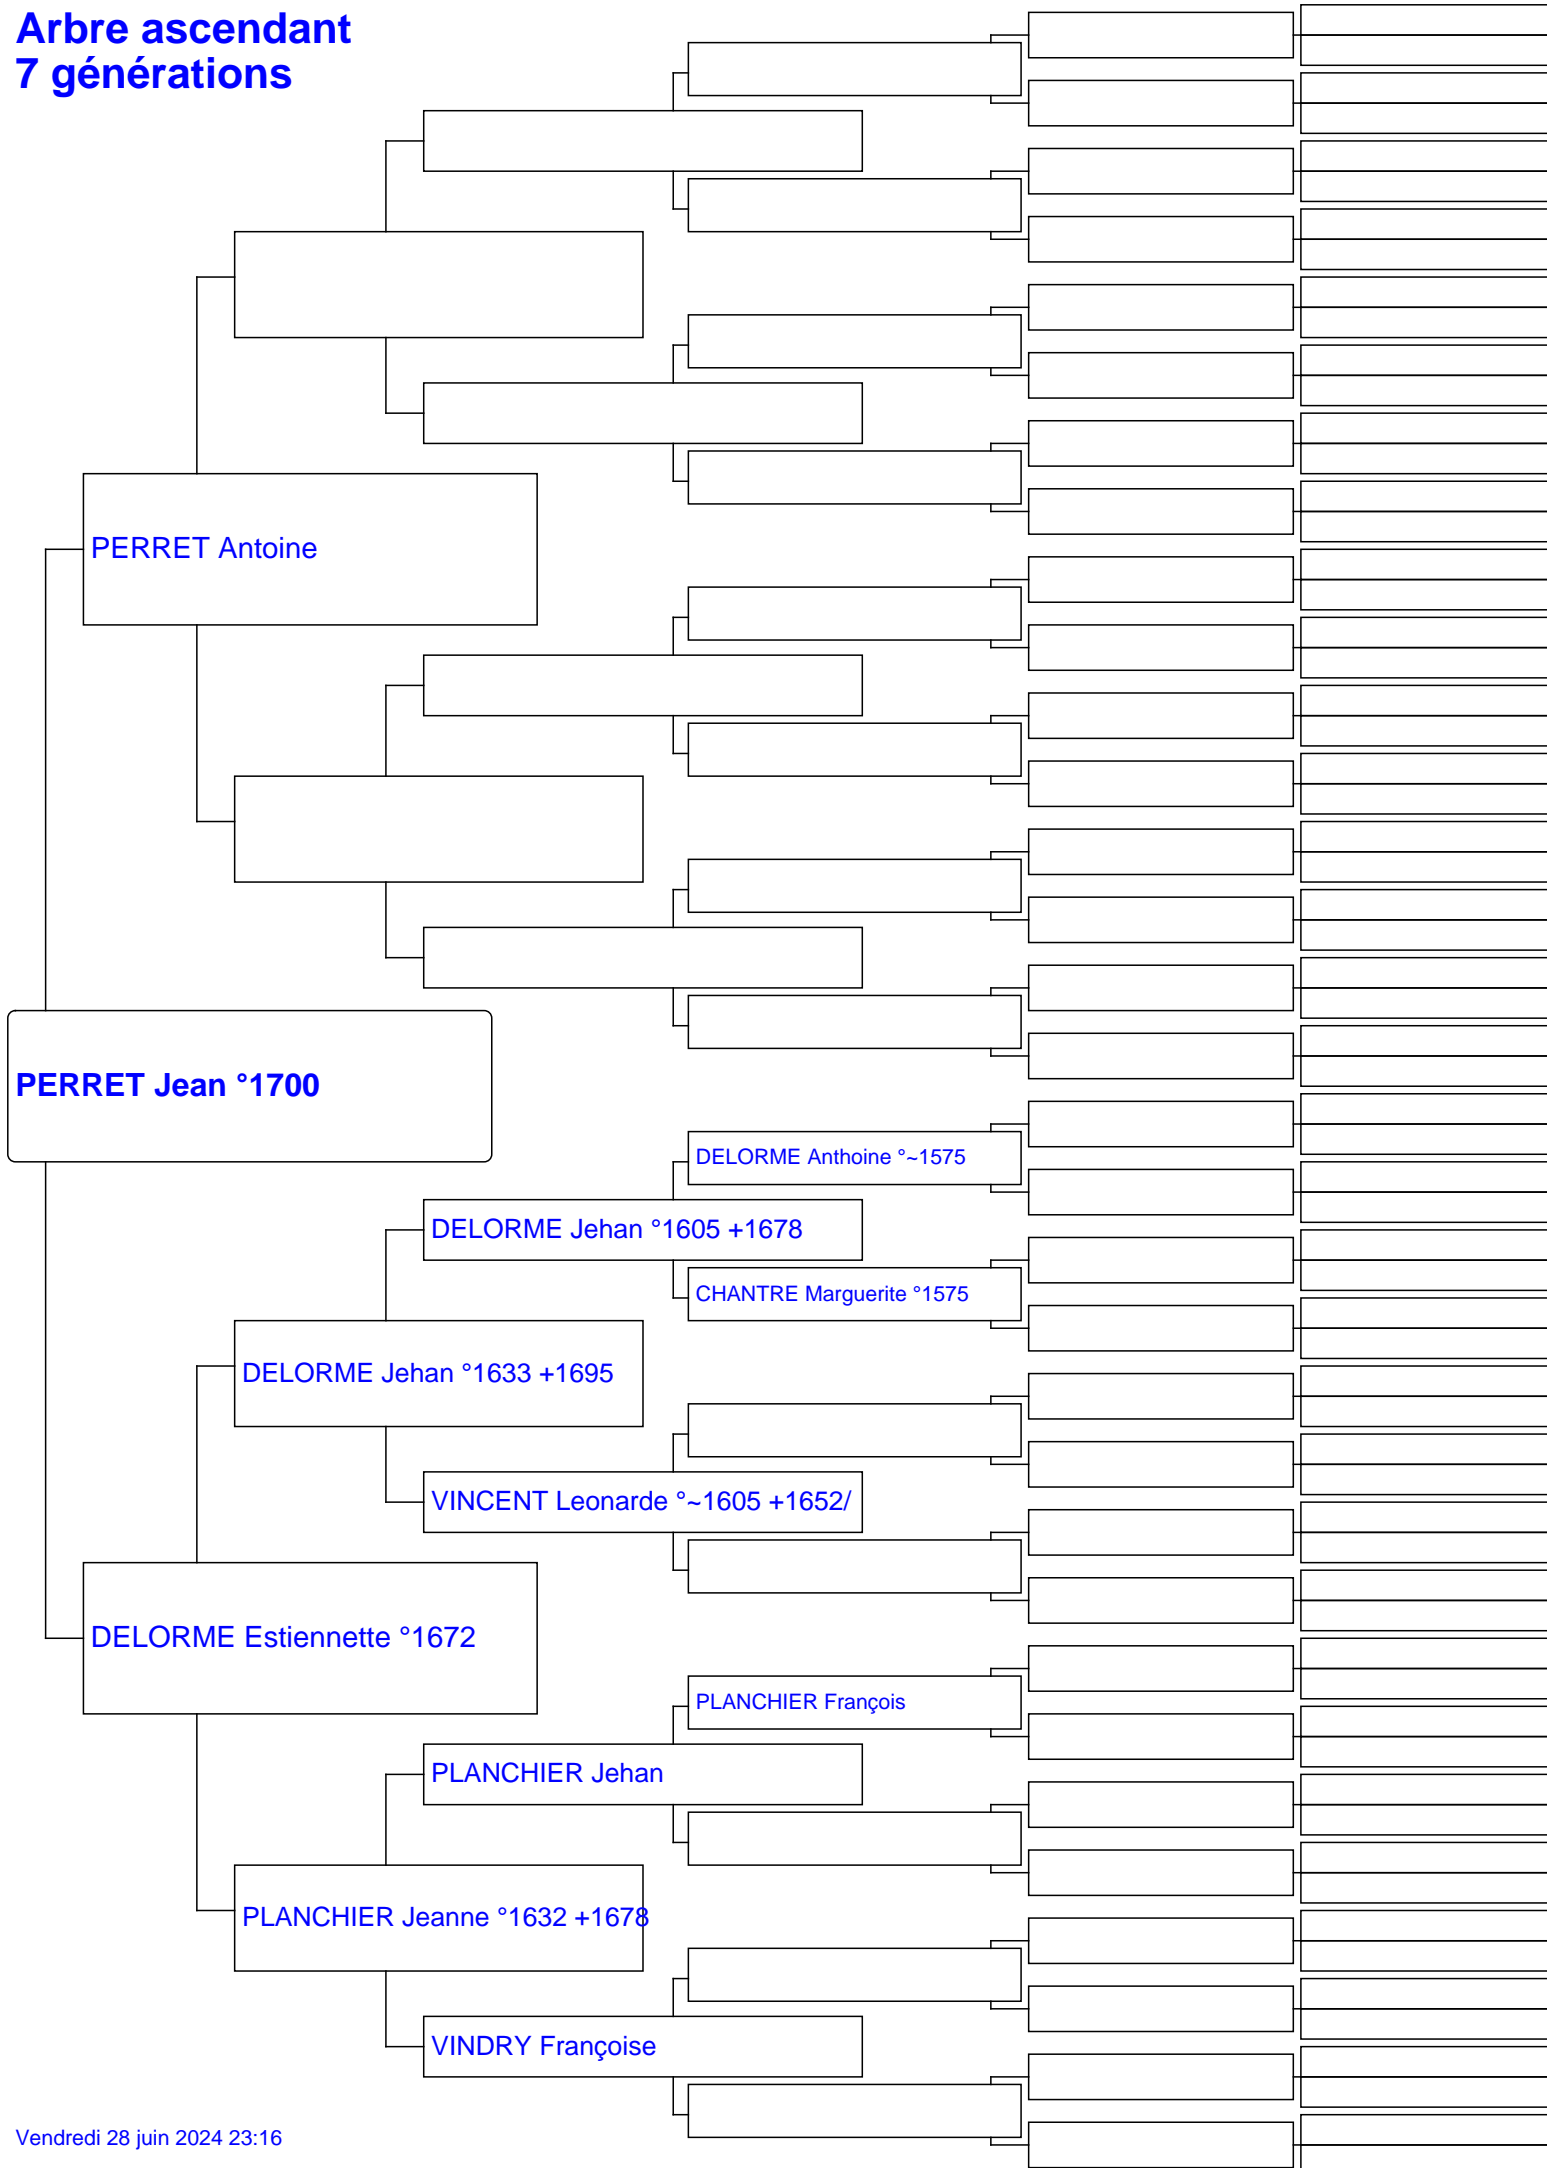 Arbre ascendant
7 générations
PERRET Antoine
PERRET Jean °1700
DELORME Anthoine °~1575
DELORME Jehan °1605 +1678
CHANTRE Marguerite °1575
DELORME Jehan °1633 +1695
VINCENT Leonarde °~1605 +1652/
DELORME Estiennette °1672
PLANCHIER François
PLANCHIER Jehan
PLANCHIER Jeanne °1632 +1678
VINDRY Françoise
Vendredi 28 juin 2024 23:16